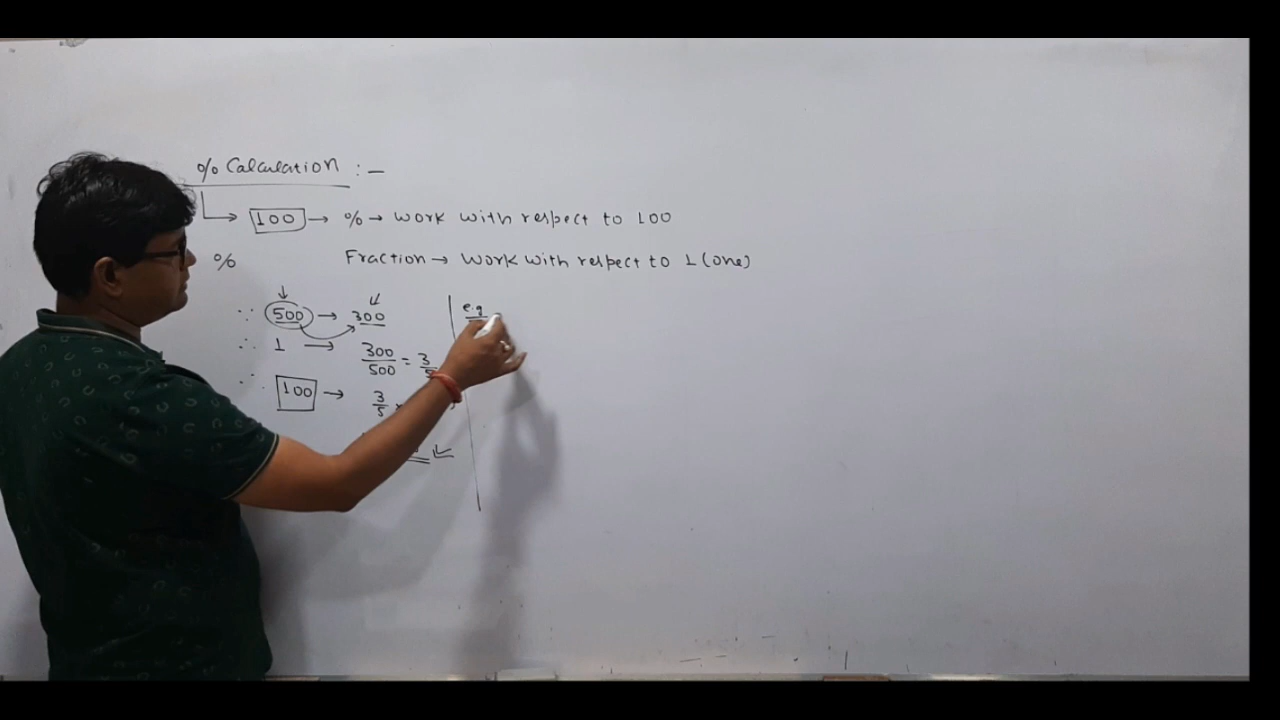 % Calculation : -
100 → % → Work with respect to 100
% Fraction → Work with respect to 1 (one)
∵ 500 → 300
∴ 1 → 300/500 = 3/5
∴ 100 → 3/5
e.g